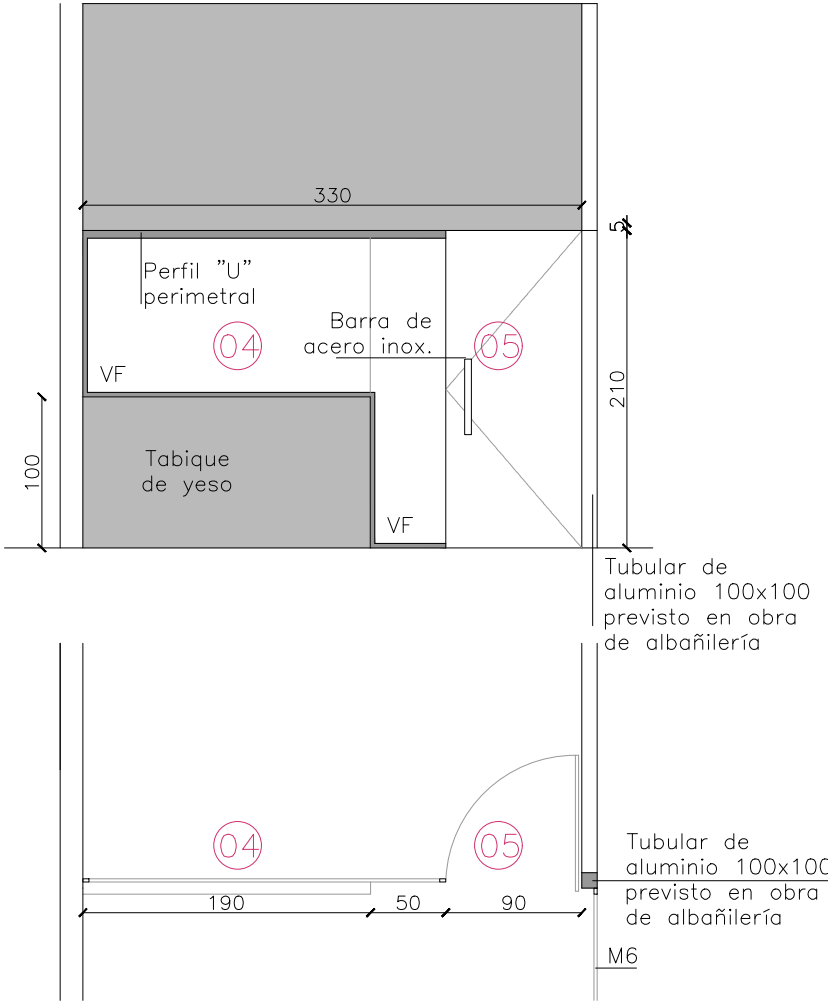 330
5
Perfil "U"
perimetral
Barra de
acero inox.
04
05
VF
210
100
Tabique
de yeso
VF
Tubular de
aluminio 100x100
previsto en obra
de albañilería
04
05
Tubular de
aluminio 100x100
previsto en obra
de albañilería
190
50
90
M6